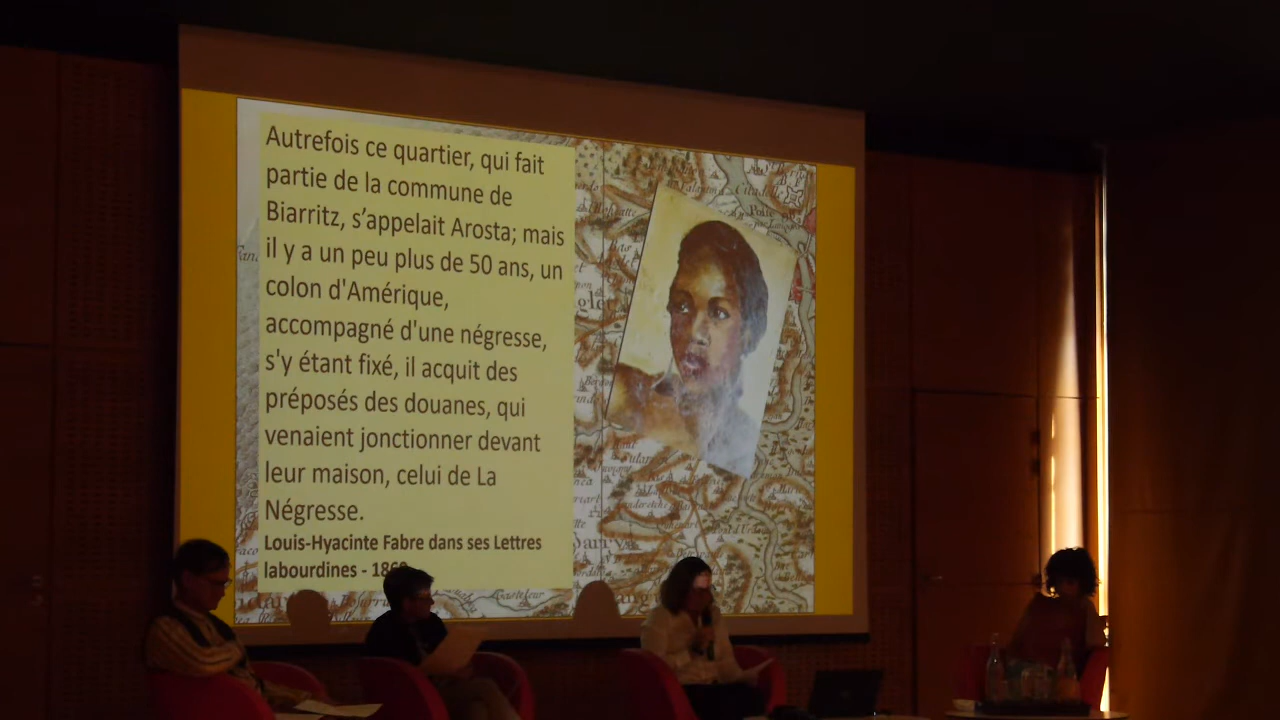 Autrefois ce quartier, qui fait
partie de la commune de
Biarritz, s'appelait Arosta; mais
il y a un peu plus de 50 ans, un
colon d'Amérique,
accompagné d'une négresse,
s'y étant fixé, il acquit des
préposés des douanes, qui
venaient jonctionner devant
leur maison, celui de La
Négresse.
Louis-Hyacinte Fabre dans ses Lettres
labourdines -